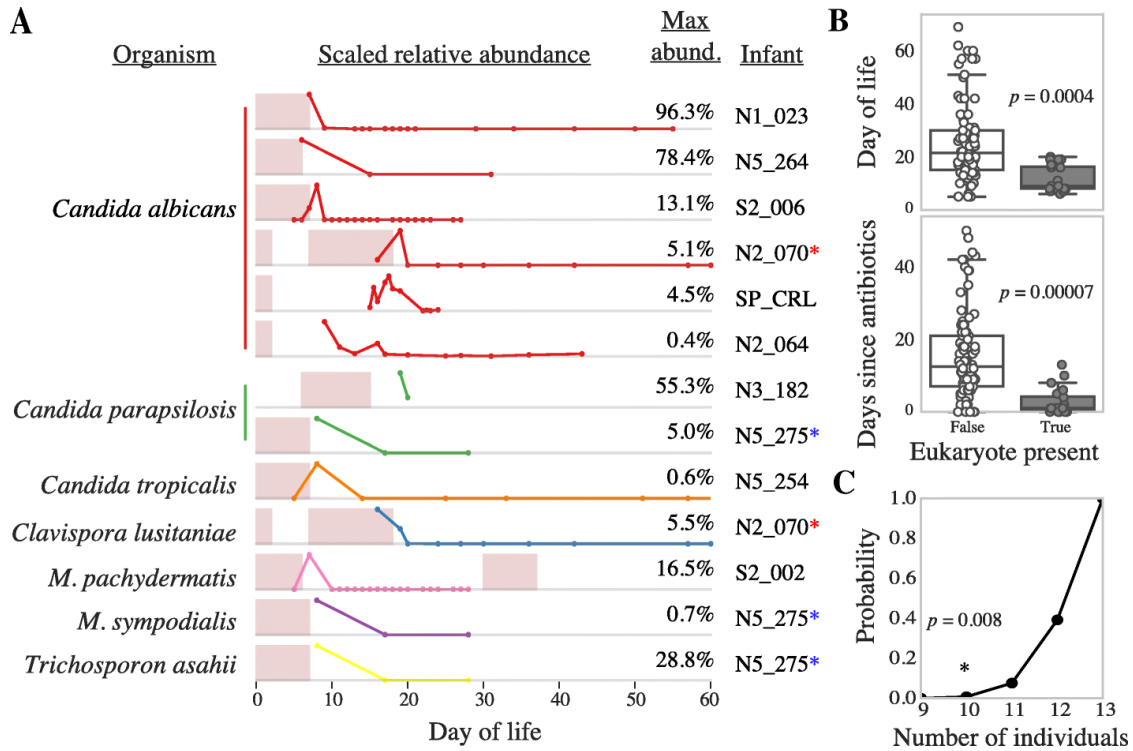 A
Organism Scaled relative abundance Max abund. Infant
Candida albicans
96.3% N1_023
78.4% N5_264
13.1% S2_006
5.1% N2_070*
4.5% SP_CRL
0.4% N2_064
Candida parapsilosis
55.3% N3_182
5.0% N5_275*
Candida tropicalis 0.6% N5_254
Clavispora lusitaniae 5.5% N2_070*
M. pachydermatis 16.5% S2_002
M. sympodialis 0.7% N5_275*
Trichosporon asahii 28.8% N5_275*
0 10 20 30 40 50 60
Day of life
B
Day of life
60
40
20
0
p = 0.0004
Days since antibiotics
40
20
0
p = 0.00007
False True
Eukaryote present
C
Probability
1.0
0.8
0.6
0.4
0.2
0.0
p = 0.008
*
9 10 11 12 13
Number of individuals